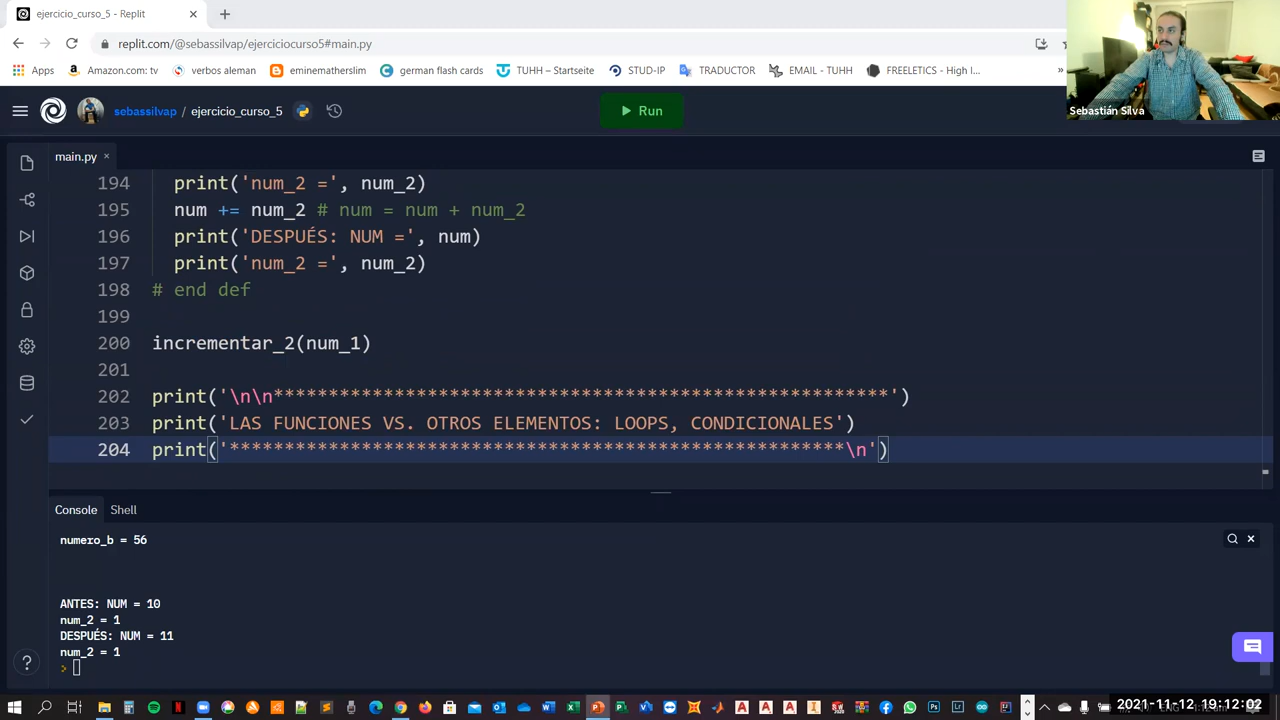 ejercicio_curso_5 - Replit
replit.com/@sebassilvap/ejerciciocurso5#main.py
Apps Amazon.com: tv verbos aleman eminematherslim german flash cards TUHH – Startseite STUD-IP TRADUCTOR EMAIL - TUHH FREELETICS - High I... »
Sebastián Silva
sebassilvap / ejercicio_curso_5 Run
main.py ×
194 print('num_2 =', num_2)
195 num += num_2 # num = num + num_2
196 print('DESPUÉS: NUM =', num)
197 print('num_2 =', num_2)
198 # end def
199
200 incrementar_2(num_1)
201
202 print('\n\n********************************************************')
203 print('LAS FUNCIONES VS. OTROS ELEMENTOS: LOOPS, CONDICIONALES')
204 print('********************************************************\n')
Console Shell
numero_b = 56
ANTES: NUM = 10
num_2 = 1
DESPUÉS: NUM = 11
num_2 = 1
2021-11-12 19:12:02